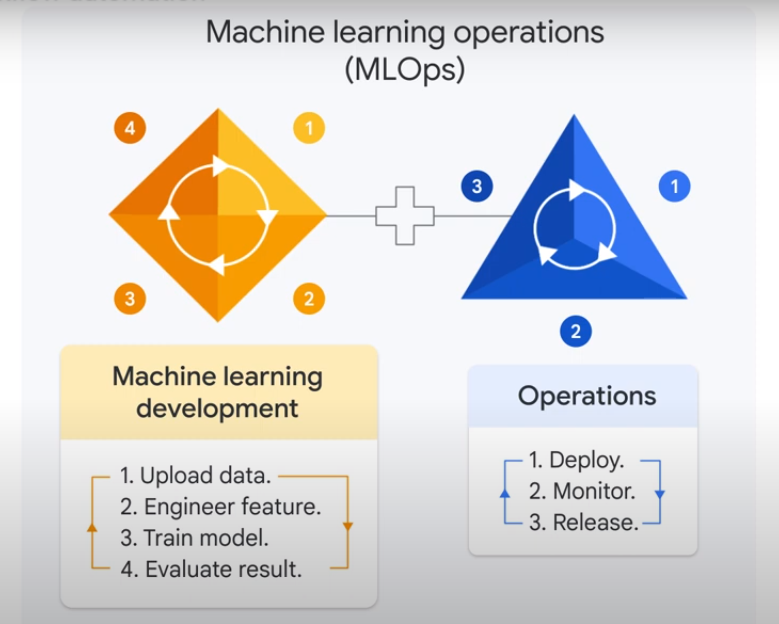 Machine learning operations
(MLOps)
4
1
3
1
3
2
2
Machine learning
development
Operations
1. Upload data.
2. Engineer feature.
3. Train model.
4. Evaluate result.
1. Deploy.
2. Monitor.
3. Release.